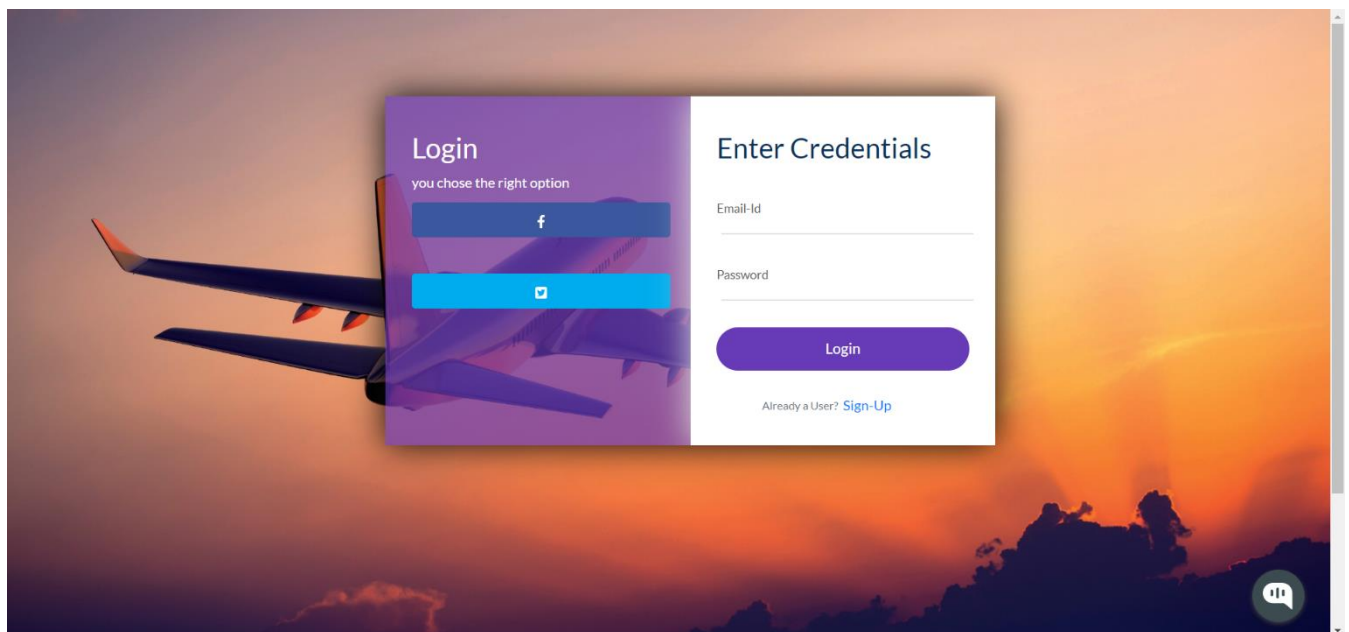 Login
you chose the right option
Enter Credentials
Email-Id
Password
Login
Already a User? Sign-Up